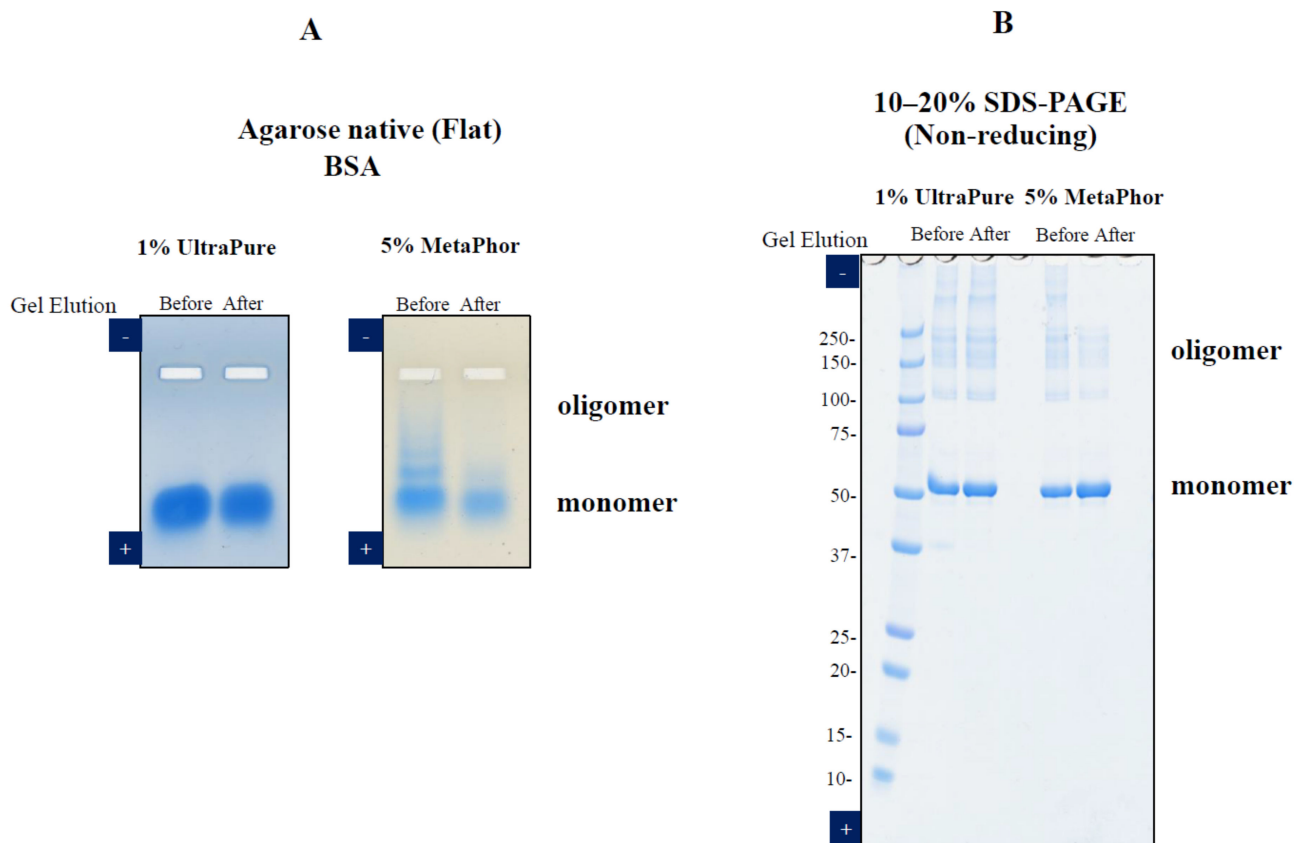 A
Agarose native (Flat)
BSA
1% UltraPure 5% MetaPhor
Gel Elution Before After Before After
-
-
oligomer
monomer
+
+
B
10–20% SDS-PAGE
(Non-reducing)
1% UltraPure 5% MetaPhor
Gel Elution Before After Before After
-
250-
150-
oligomer
100-
75-
50-
monomer
37-
25-
20-
15-
10-
+